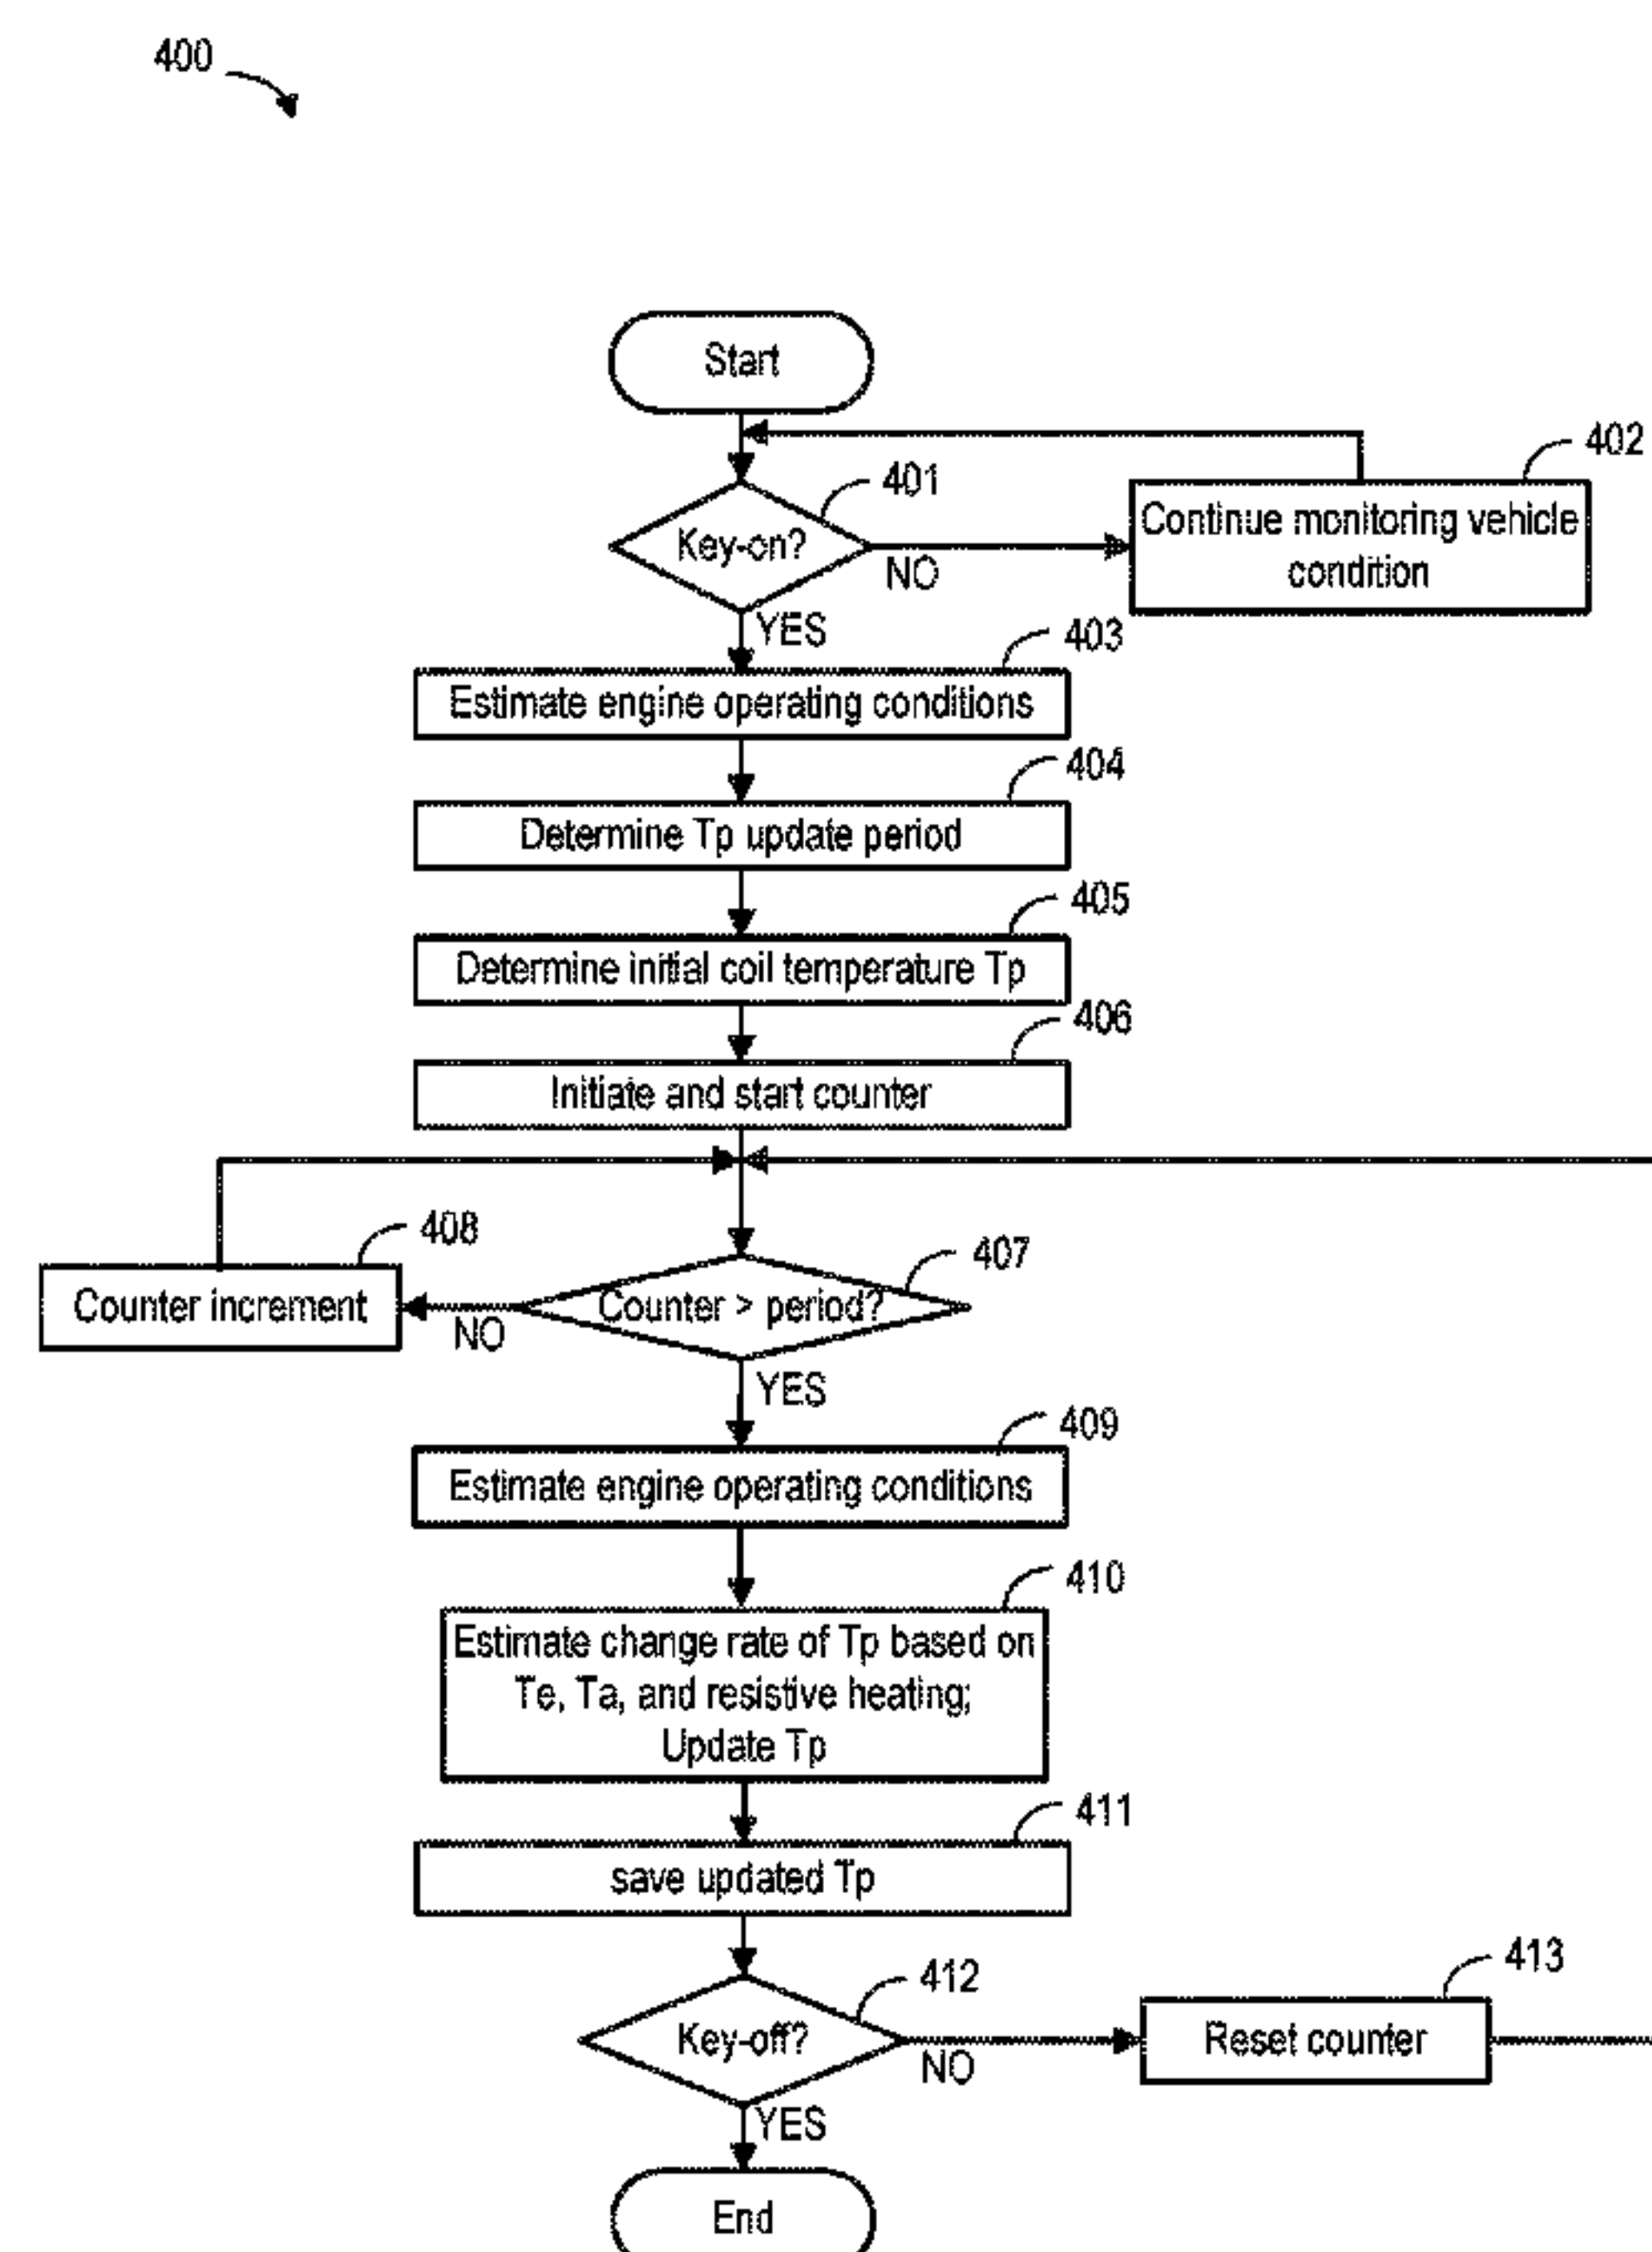 400
Start
401
Key-on?
NO
YES
402
Continue monitoring vehicle
condition
403
Estimate engine operating conditions
404
Determine Tp update period
405
Determine initial coil temperature Tp
406
Initiate and start counter
408
Counter increment
407
Counter > period?
NO
YES
409
Estimate engine operating conditions
410
Estimate change rate of Tp based on
Te, Ta, and resistive heating;
Update Tp
411
save updated Tp
412
Key-off?
NO
YES
413
Reset counter
End